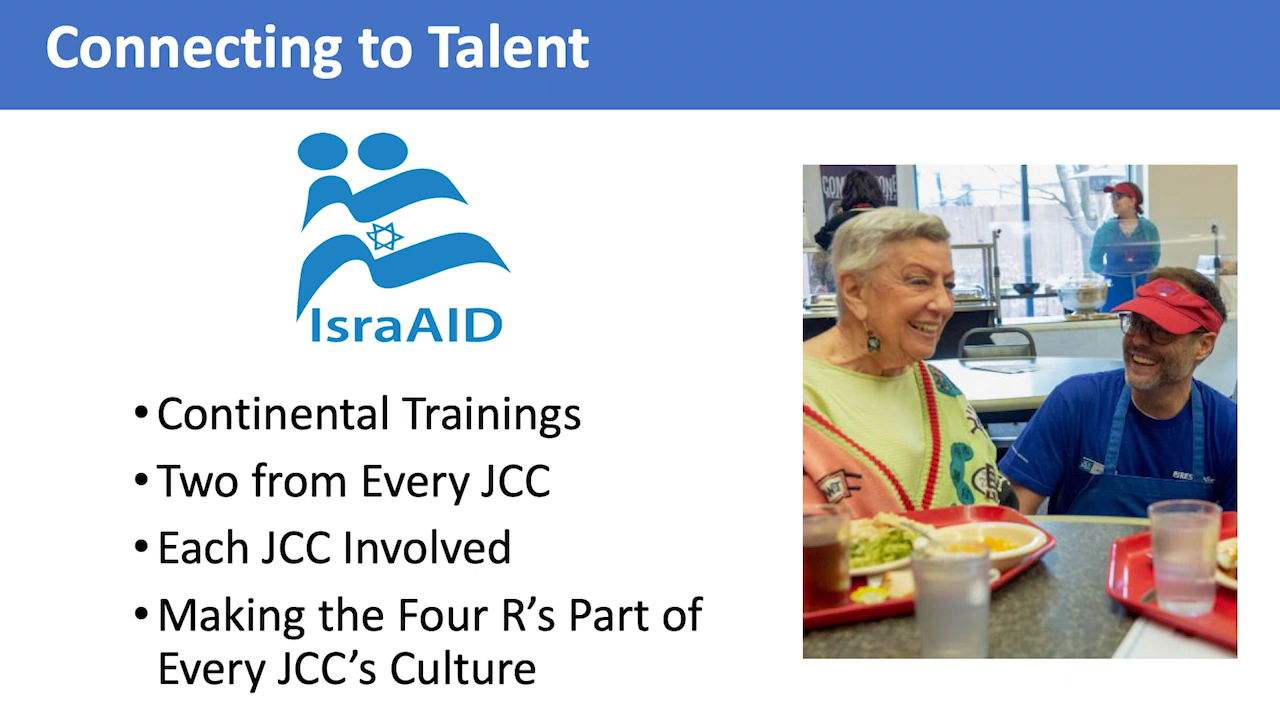 Connecting to Talent
IsraAID
• Continental Trainings
• Two from Every JCC
• Each JCC Involved
• Making the Four R’s Part of
Every JCC’s Culture